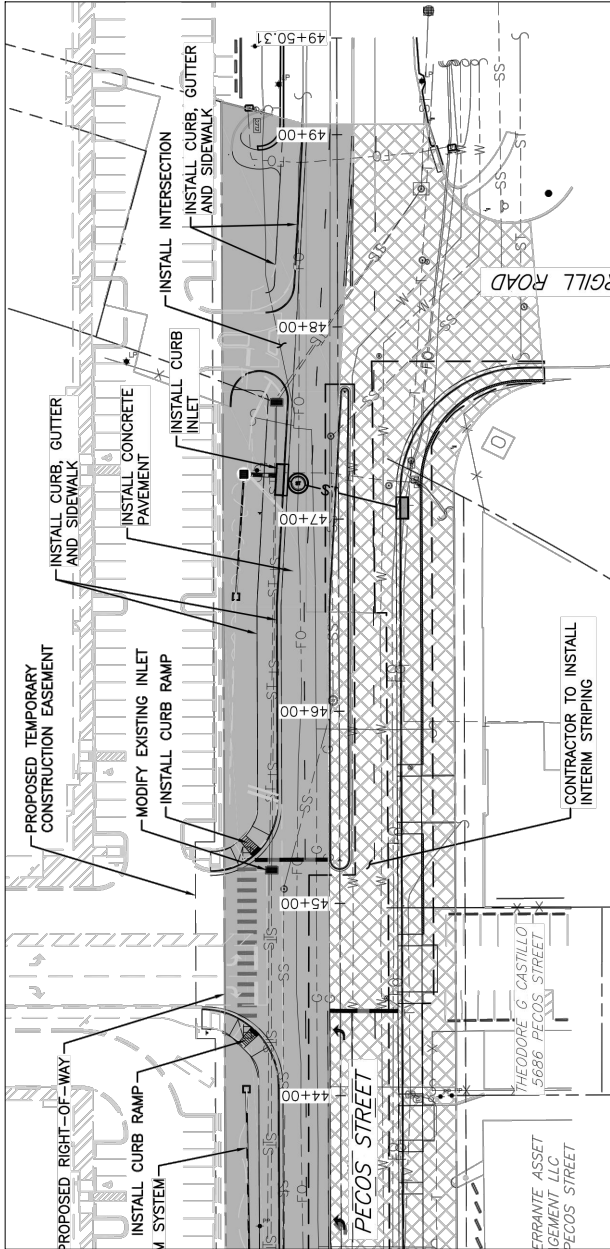 PROPOSED RIGHT-OF-WAY
INSTALL CURB RAMP
M SYSTEM
PROPOSED TEMPORARY
CONSTRUCTION EASEMENT
MODIFY EXISTING INLET
INSTALL CURB RAMP
INSTALL CURB, GUTTER
AND SIDEWALK
INSTALL CONCRETE
PAVEMENT
INSTALL CURB
INLET
INSTALL INTERSECTION
INSTALL CURB, GUTTER
AND SIDEWALK
44+00
45+00
46+00
47+00
48+00
49+00
49+50.31
PECOS STREET
RGILL ROAD
CONTRACTOR TO INSTALL
INTERIM STRIPING
THEODORE G CASTILLO
5686 PECOS STREET
ERRANTE ASSET
GEMENT LLC
PECOS STREET